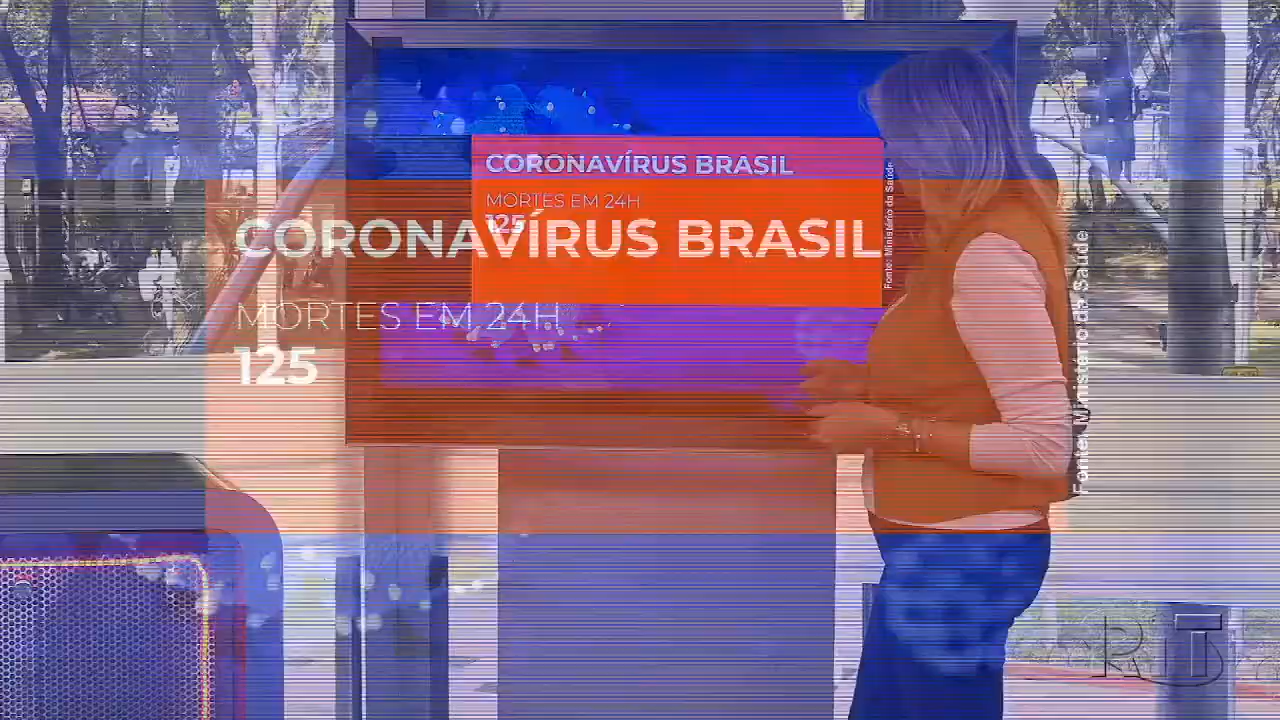 CORONAVÍRUS BRASIL
MORTES EM 24H
125
Fonte: Ministério da Saúde
CORONAVÍRUS BRASIL
MORTES EM 24H
125
Fonte: Ministério da Saúde